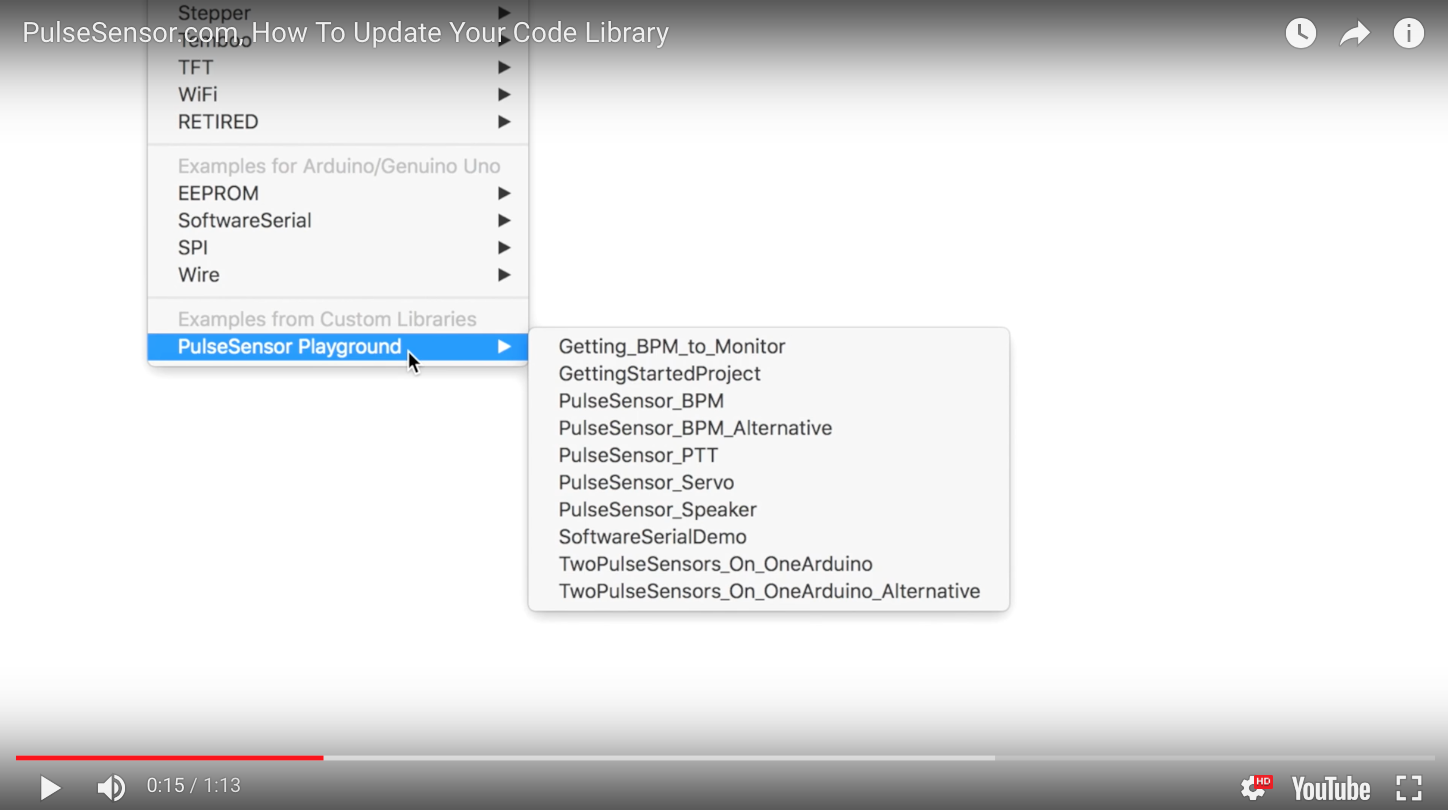 Stepper
PulseSensor.com, How To Update Your Code Library
Temboo
TFT
WiFi
RETIRED
Examples for Arduino/Genuino Uno
EEPROM
SoftwareSerial
SPI
Wire
Examples from Custom Libraries
PulseSensor Playground
Getting_BPM_to_Monitor
GettingStartedProject
PulseSensor_BPM
PulseSensor_BPM_Alternative
PulseSensor_PTT
PulseSensor_Servo
PulseSensor_Speaker
SoftwareSerialDemo
TwoPulseSensors_On_OneArduino
TwoPulseSensors_On_OneArduino_Alternative
0:15 / 1:13
HD
YouTube